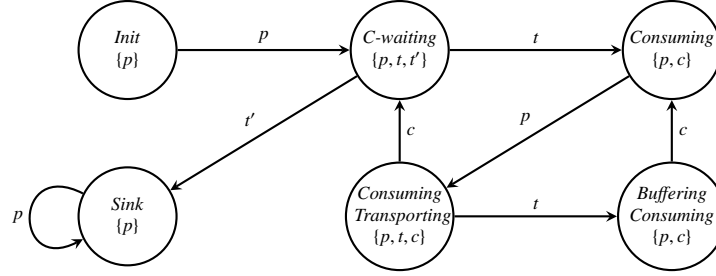 Init
{p}
p
C-waiting
{p, t, t′}
t
Consuming
{p, c}
t′
c
p
c
p
Sink
{p}
Consuming
Transporting
{p, t, c}
t
Buffering
Consuming
{p, c}